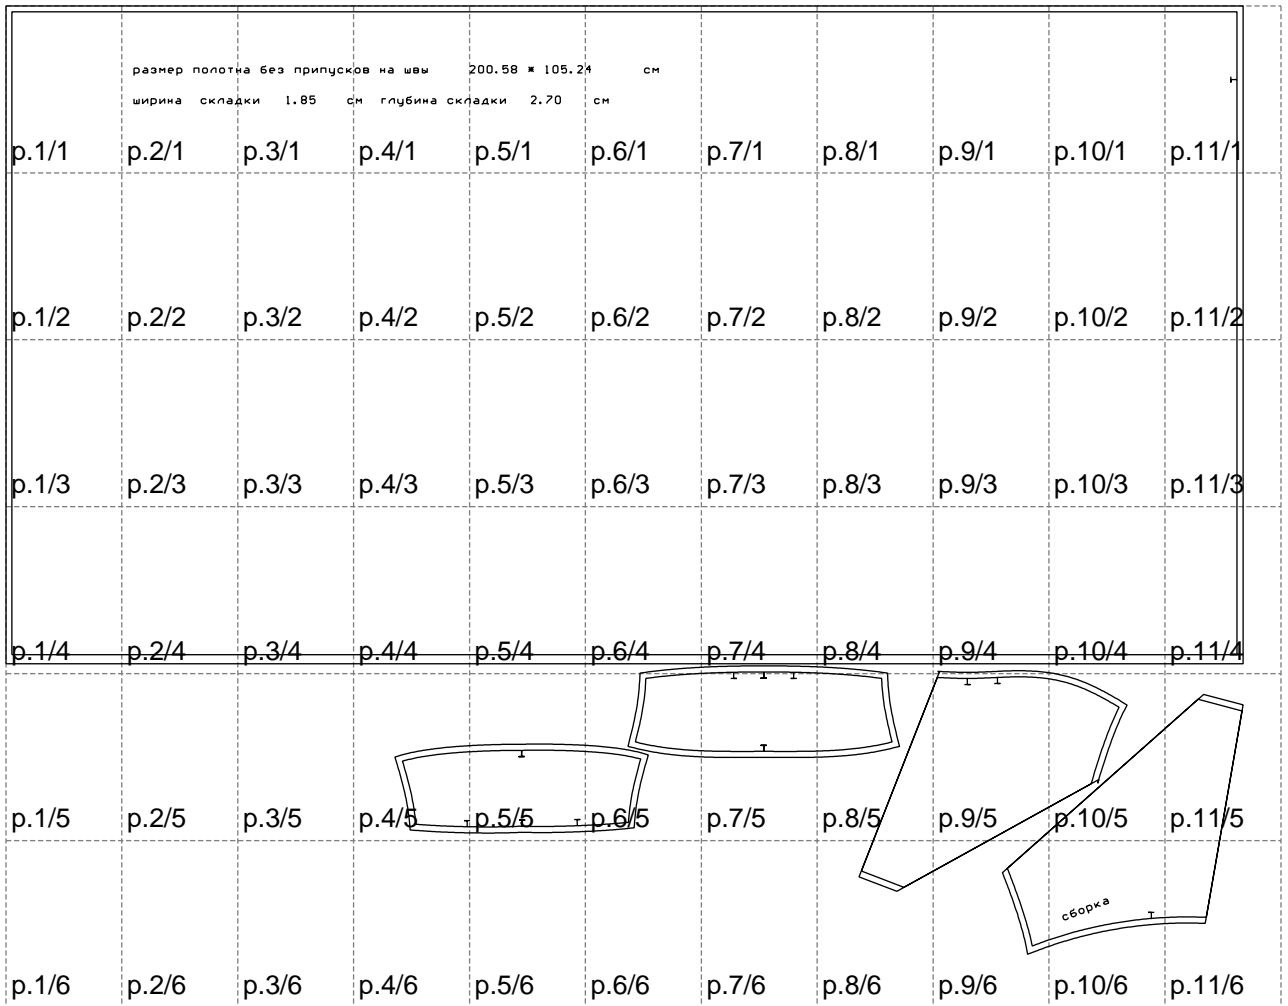 размер полотна без припусков на швы 200.58 * 105.24 см
ширина складки 1.85 см глубина складки 2.70 см
p.1/1 p.2/1 p.3/1 p.4/1 p.5/1 p.6/1 p.7/1 p.8/1 p.9/1 p.10/1 p.11/1
p.1/2 p.2/2 p.3/2 p.4/2 p.5/2 p.6/2 p.7/2 p.8/2 p.9/2 p.10/2 p.11/2
p.1/3 p.2/3 p.3/3 p.4/3 p.5/3 p.6/3 p.7/3 p.8/3 p.9/3 p.10/3 p.11/3
p.1/4 p.2/4 p.3/4 p.4/4 p.5/4 p.6/4 p.7/4 p.8/4 p.9/4 p.10/4 p.11/4
p.1/5 p.2/5 p.3/5 p.4/5 p.5/5 p.6/5 p.7/5 p.8/5 p.9/5 p.10/5 p.11/5
сборка
p.1/6 p.2/6 p.3/6 p.4/6 p.5/6 p.6/6 p.7/6 p.8/6 p.9/6 p.10/6 p.11/6